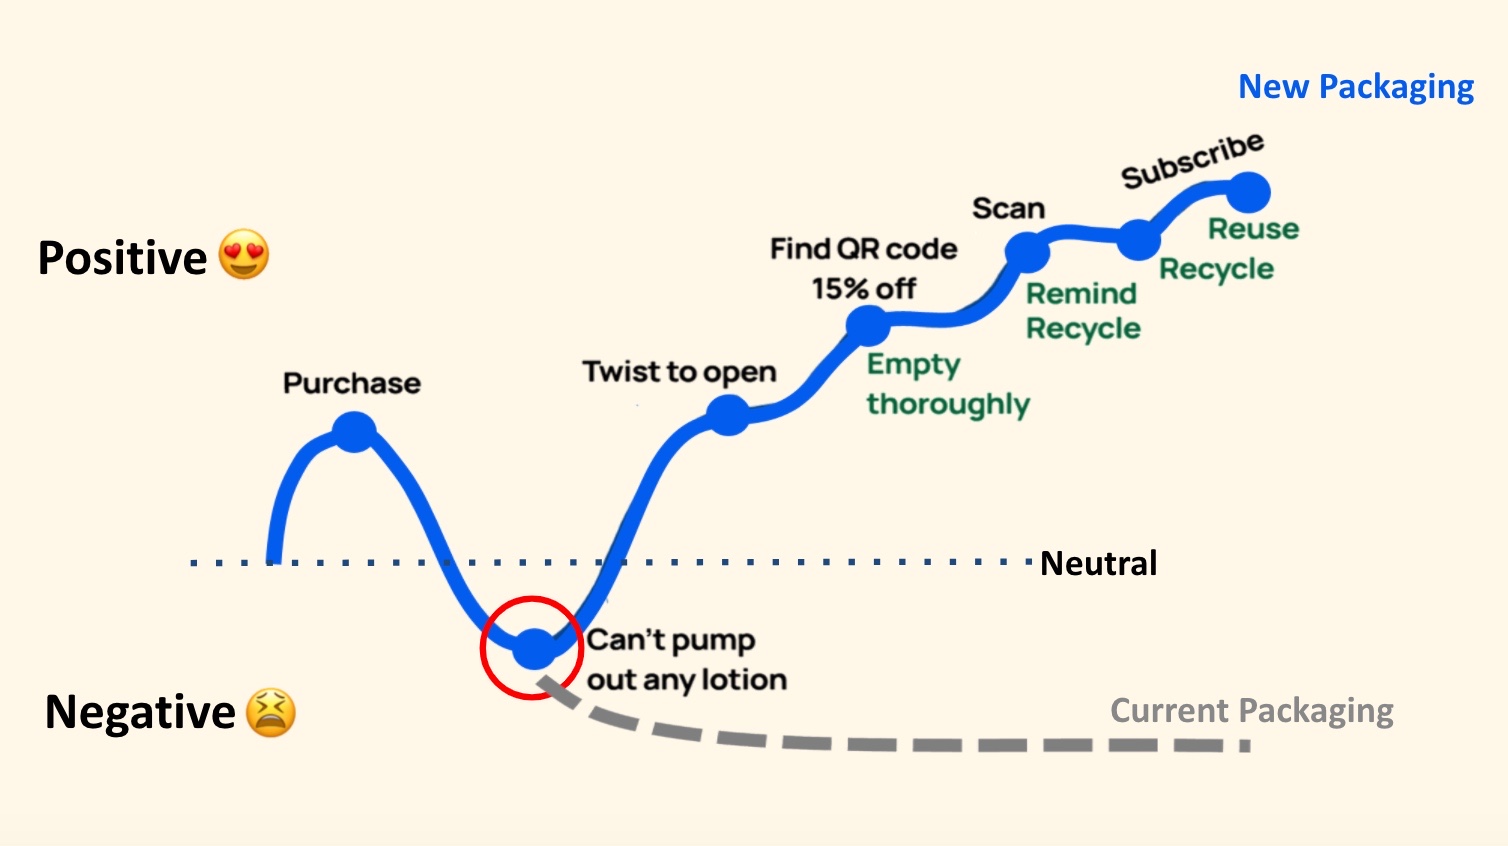 New Packaging
Subscribe
Scan
Reuse
Positive
Find QR code
15% off
Recycle
Remind
Recycle
Purchase
Twist to open
Empty
thoroughly
Neutral
Can't pump
out any lotion
Negative
Current Packaging